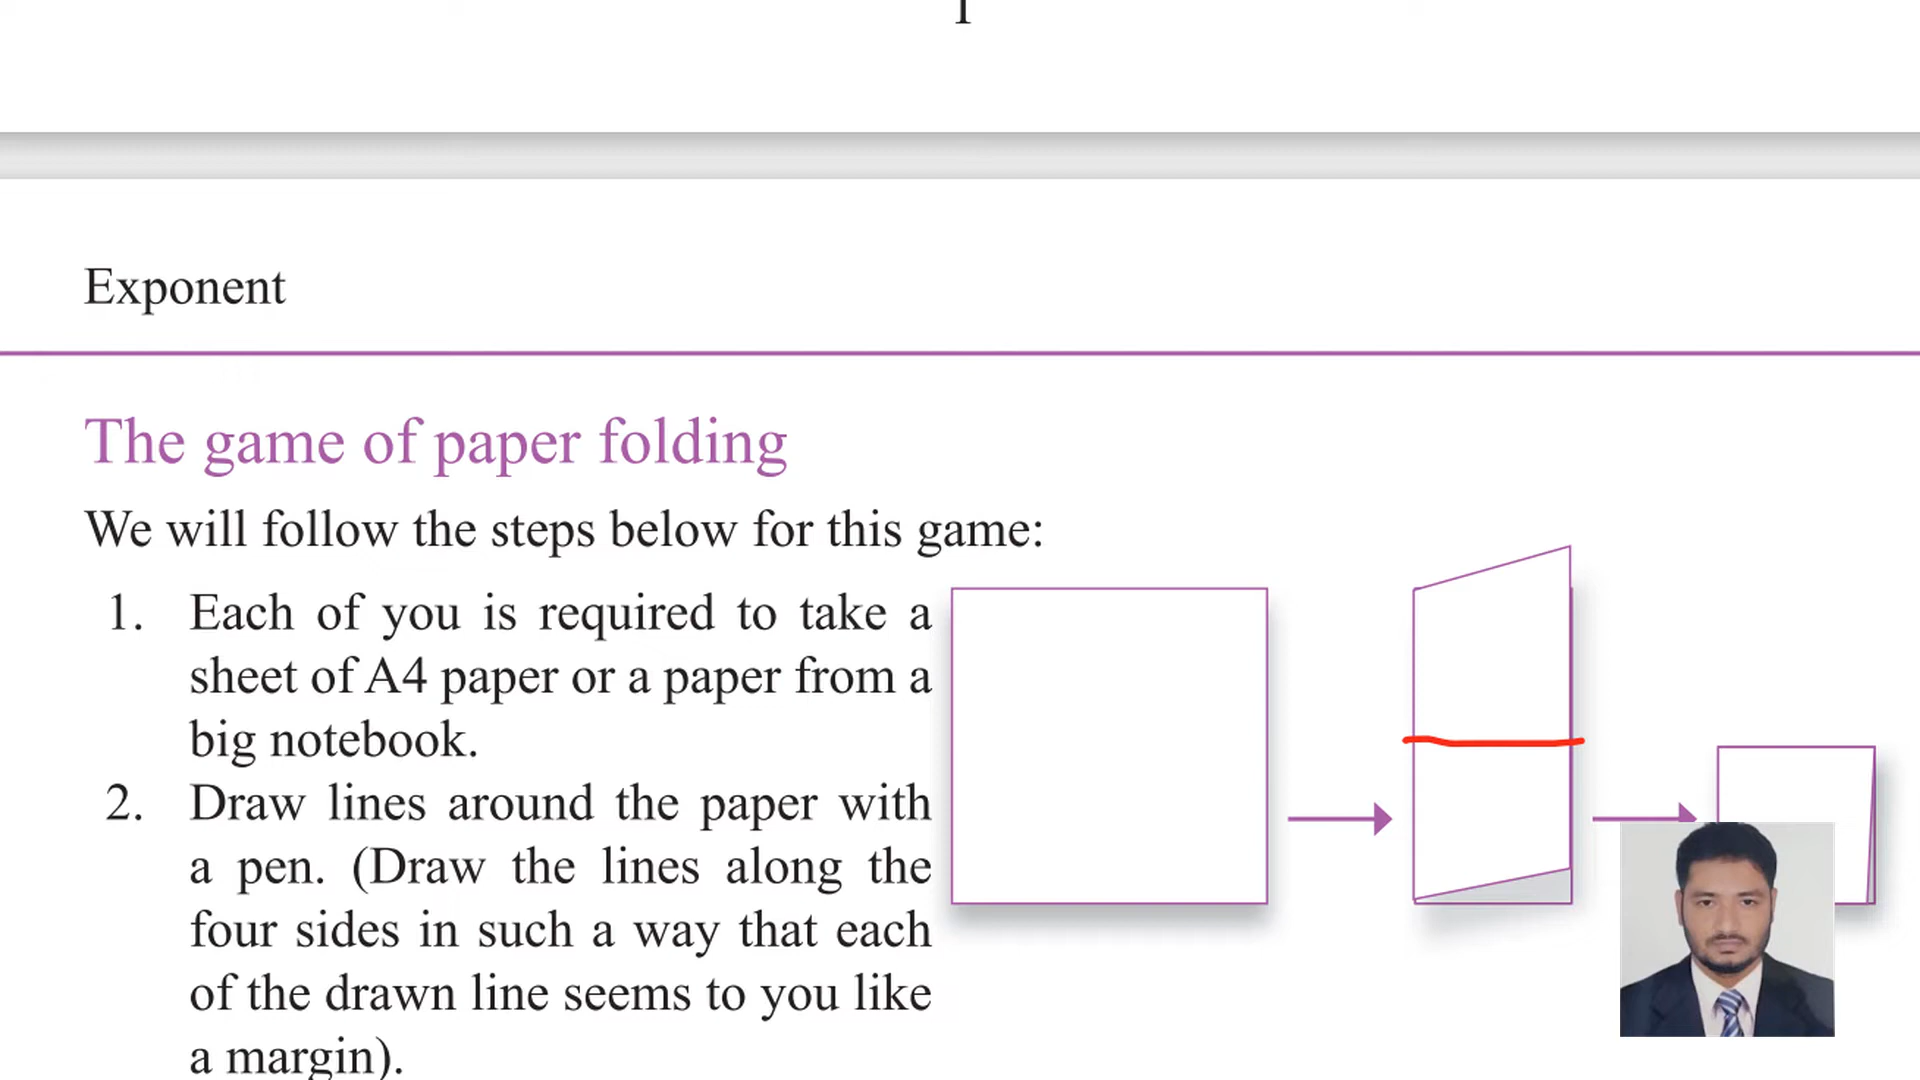 Exponent
The game of paper folding
We will follow the steps below for this game:
1. Each of you is required to take a
sheet of A4 paper or a paper from a
big notebook.
2. Draw lines around the paper with
a pen. (Draw the lines along the
four sides in such a way that each
of the drawn line seems to you like
a margin).